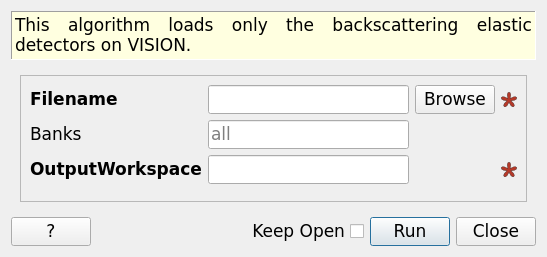 This algorithm loads only the backscattering elastic
detectors on VISION.
Filename Browse *
Banks all
OutputWorkspace *
? Keep Open Run Close